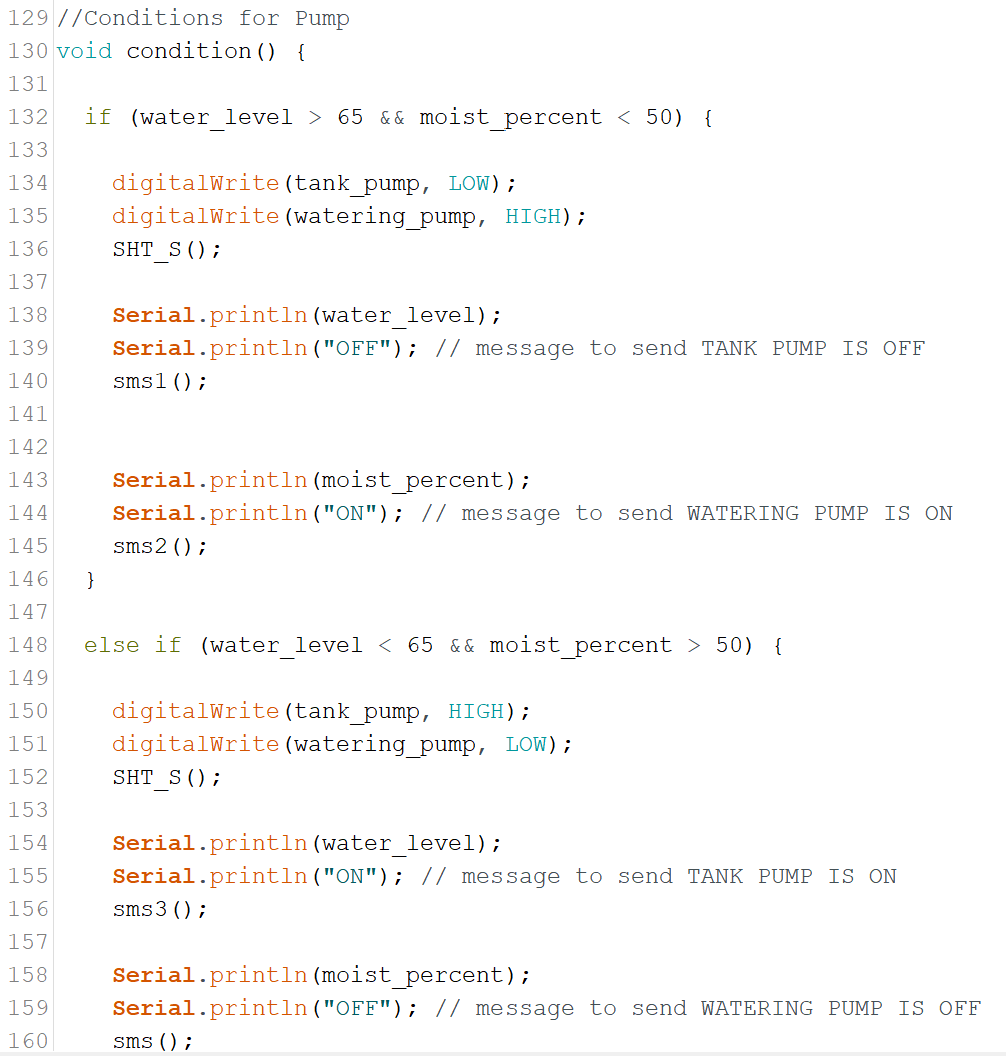 129 //Conditions for Pump
130 void condition() {
131
132 if (water_level > 65 && moist_percent < 50) {
133
134 digitalWrite(tank_pump, LOW);
135 digitalWrite(watering_pump, HIGH);
136 SHT_S();
137
138 Serial.println(water_level);
139 Serial.println("OFF"); // message to send TANK PUMP IS OFF
140 sms1();
141
142
143 Serial.println(moist_percent);
144 Serial.println("ON"); // message to send WATERING PUMP IS ON
145 sms2();
146 }
147
148 else if (water_level < 65 && moist_percent > 50) {
149
150 digitalWrite(tank_pump, HIGH);
151 digitalWrite(watering_pump, LOW);
152 SHT_S();
153
154 Serial.println(water_level);
155 Serial.println("ON"); // message to send TANK PUMP IS ON
156 sms3();
157
158 Serial.println(moist_percent);
159 Serial.println("OFF"); // message to send WATERING PUMP IS OFF
160 sms();